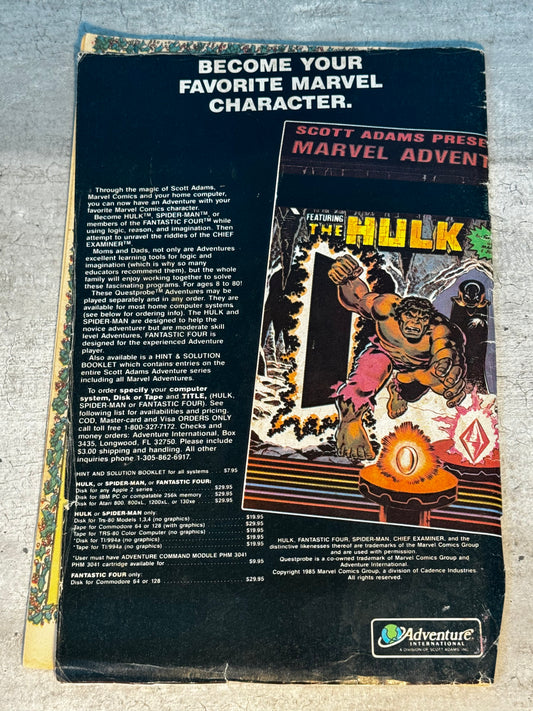 BECOME YOUR
FAVORITE MARVEL
CHARACTER.
SCOTT ADAMS PRESE
MARVEL ADVENT
FEATURING
THE HULK
Through the magic of Scott Adams,
Marvel Comics and your home computer,
you can now have an Adventure with your
favorite Marvel Comics character.
Become HULK™, SPIDER-MAN™, or
members of the FANTASTIC FOUR™ while
using logic, reason, and imagination. Then
attempt to unravel the riddles of the CHIEF
EXAMINER™.
Moms and Dads, not only are Adventures
excellent learning tools for logic and
imagination (which is why so many
educators recommend them), but the whole
family will enjoy working together to solve
these fascinating programs. For ages 8 to 80!
These Questprobe™ Adventures may be
played separately and in any order. They are
available for most home computer systems
(see below for ordering info). The HULK and
SPIDER-MAN are designed to help the
novice adventurer but are moderate skill
level Adventures, FANTASTIC FOUR is
designed for the experienced Adventure
player.
Also available is a HINT & SOLUTION
BOOKLET which contains entries on the
entire Scott Adams Adventure series
including all Marvel Adventures.
To order specify your computer
system, Disk or Tape and TITLE, (HULK,
SPIDER-MAN or FANTASTIC FOUR). See
following list for availabilities and pricing.
COD, Master-card and Visa ORDERS ONLY
call toll free 1-800-327-7172. Checks and
money orders: Adventure International, Box
3435, Longwood, FL 32750. Please include
$3.00 shipping and handling. All other
inquiries phone 1-305-862-6917.
HINT AND SOLUTION BOOKLET for all systems $7.95
HULK, or SPIDER-MAN, or FANTASTIC FOUR:
Disk for any Apple 2 series $29.95
Disk for IBM PC or compatable 256k memory $29.95
Disk for Atari 800, 800xL, 1200xL, or 130xe $29.95
HULK or SPIDER-MAN only:
Disk for Trs-80 Models 1,3,4 (no graphics) $19.95
Tape for Commodore 64 or 128 (with graphics) $29.95
Tape for TRS-80 Color Computer (no graphics) $19.95
*Disk for TI/994a (no graphics) $19.95
*Tape for TI/994a (no graphics) $19.95
*User must have ADVENTURE COMMAND MODULE PHM 3041
PHM 3041 cartridge available for $9.95
FANTASTIC FOUR only:
Disk for Commodore 64 or 128 $29.95
HULK, FANTASTIC FOUR, SPIDER-MAN, CHIEF EXAMINER, and the
distinctive likenesses thereof are trademarks of the Marvel Comics Group
and are used with permission.
Questprobe is a co-owned trademark of Marvel Comics Group and
Adventure International.
Copyright 1985 Marvel Comics Group, a division of Cadence Industries.
All rights reserved.
Adventure
INTERNATIONAL
A DIVISION OF SCOTT ADAMS, INC.